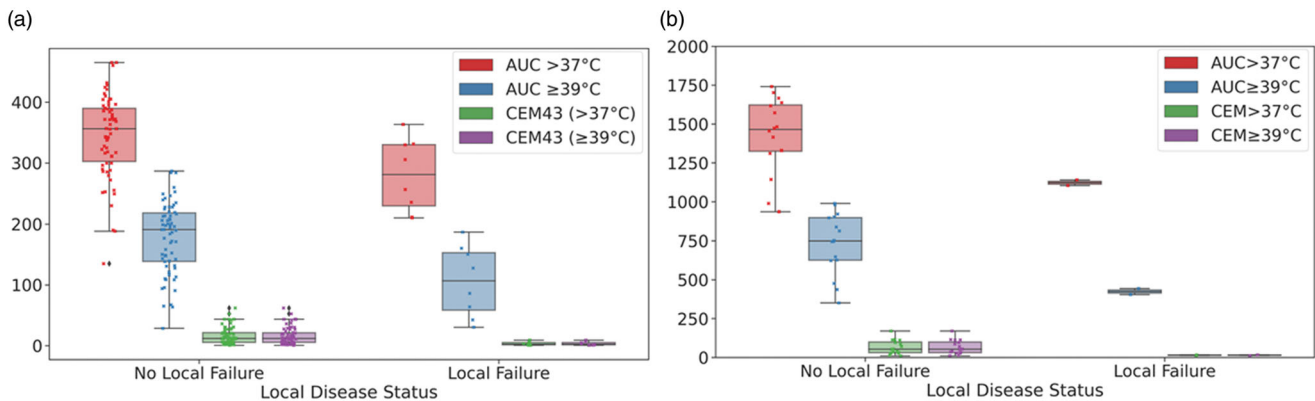 (a)
AUC >37°C
AUC ≥39°C
CEM43 (>37°C)
CEM43 (≥39°C)
400
300
200
100
0
No Local Failure
Local Failure
Local Disease Status
(b)
2000
1750
1500
1250
1000
750
500
250
0
AUC>37°C
AUC≥39°C
CEM>37°C
CEM≥39°C
No Local Failure
Local Failure
Local Disease Status